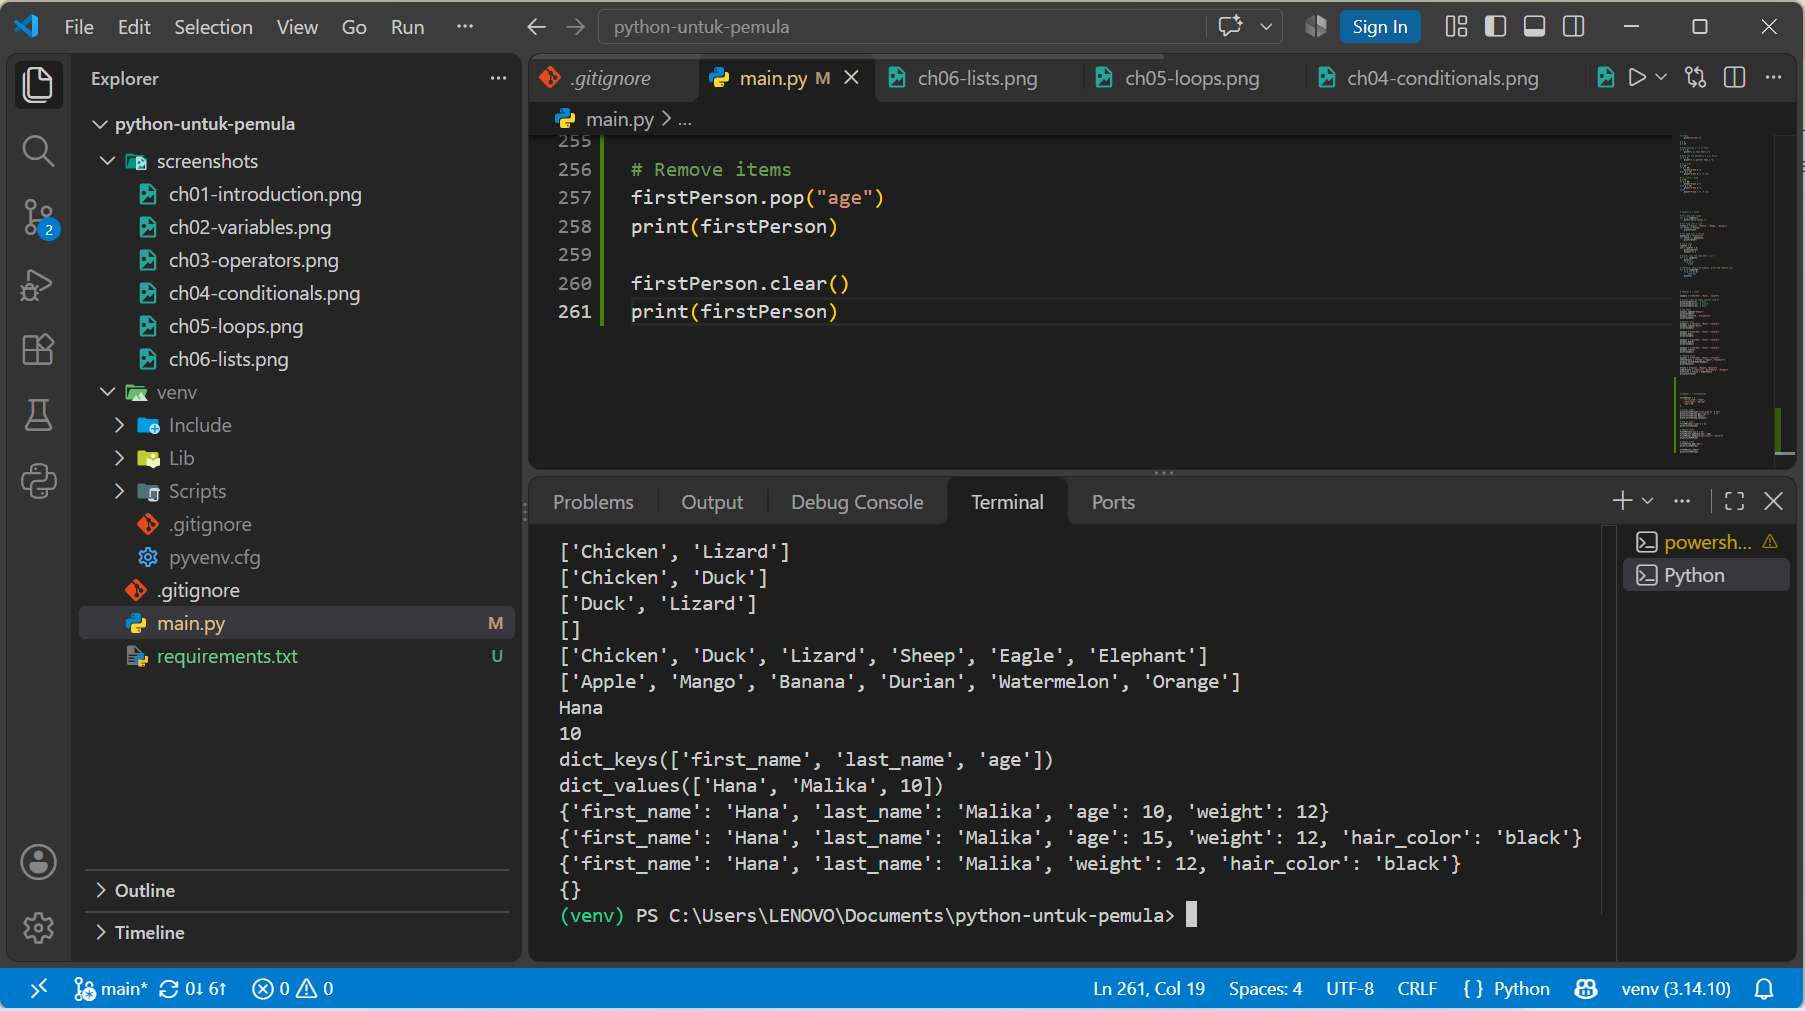 File Edit Selection View Go Run ···
python-untuk-pemula
Sign In
Explorer
python-untuk-pemula
screenshots
ch01-introduction.png
ch02-variables.png
ch03-operators.png
ch04-conditionals.png
ch05-loops.png
ch06-lists.png
venv
Include
Lib
Scripts
.gitignore
pyvenv.cfg
.gitignore
main.py M
requirements.txt U
Outline
Timeline
2
.gitignore main.py M ch06-lists.png ch05-loops.png ch04-conditionals.png
main.py > ...
255
256 # Remove items
257 firstPerson.pop("age")
258 print(firstPerson)
259
260 firstPerson.clear()
261 print(firstPerson)
Problems Output Debug Console Terminal Ports
['Chicken', 'Lizard']
['Chicken', 'Duck']
['Duck', 'Lizard']
[]
['Chicken', 'Duck', 'Lizard', 'Sheep', 'Eagle', 'Elephant']
['Apple', 'Mango', 'Banana', 'Durian', 'Watermelon', 'Orange']
Hana
10
dict_keys(['first_name', 'last_name', 'age'])
dict_values(['Hana', 'Malika', 10])
{'first_name': 'Hana', 'last_name': 'Malika', 'age': 10, 'weight': 12}
{'first_name': 'Hana', 'last_name': 'Malika', 'age': 15, 'weight': 12, 'hair_color': 'black'}
{'first_name': 'Hana', 'last_name': 'Malika', 'weight': 12, 'hair_color': 'black'}
{}
(venv) PS C:\Users\LENOVO\Documents\python-untuk-pemula>
powersh...
Python
main* 0↓ 6↑ 0 0 Ln 261, Col 19 Spaces: 4 UTF-8 CRLF { } Python venv (3.14.10)